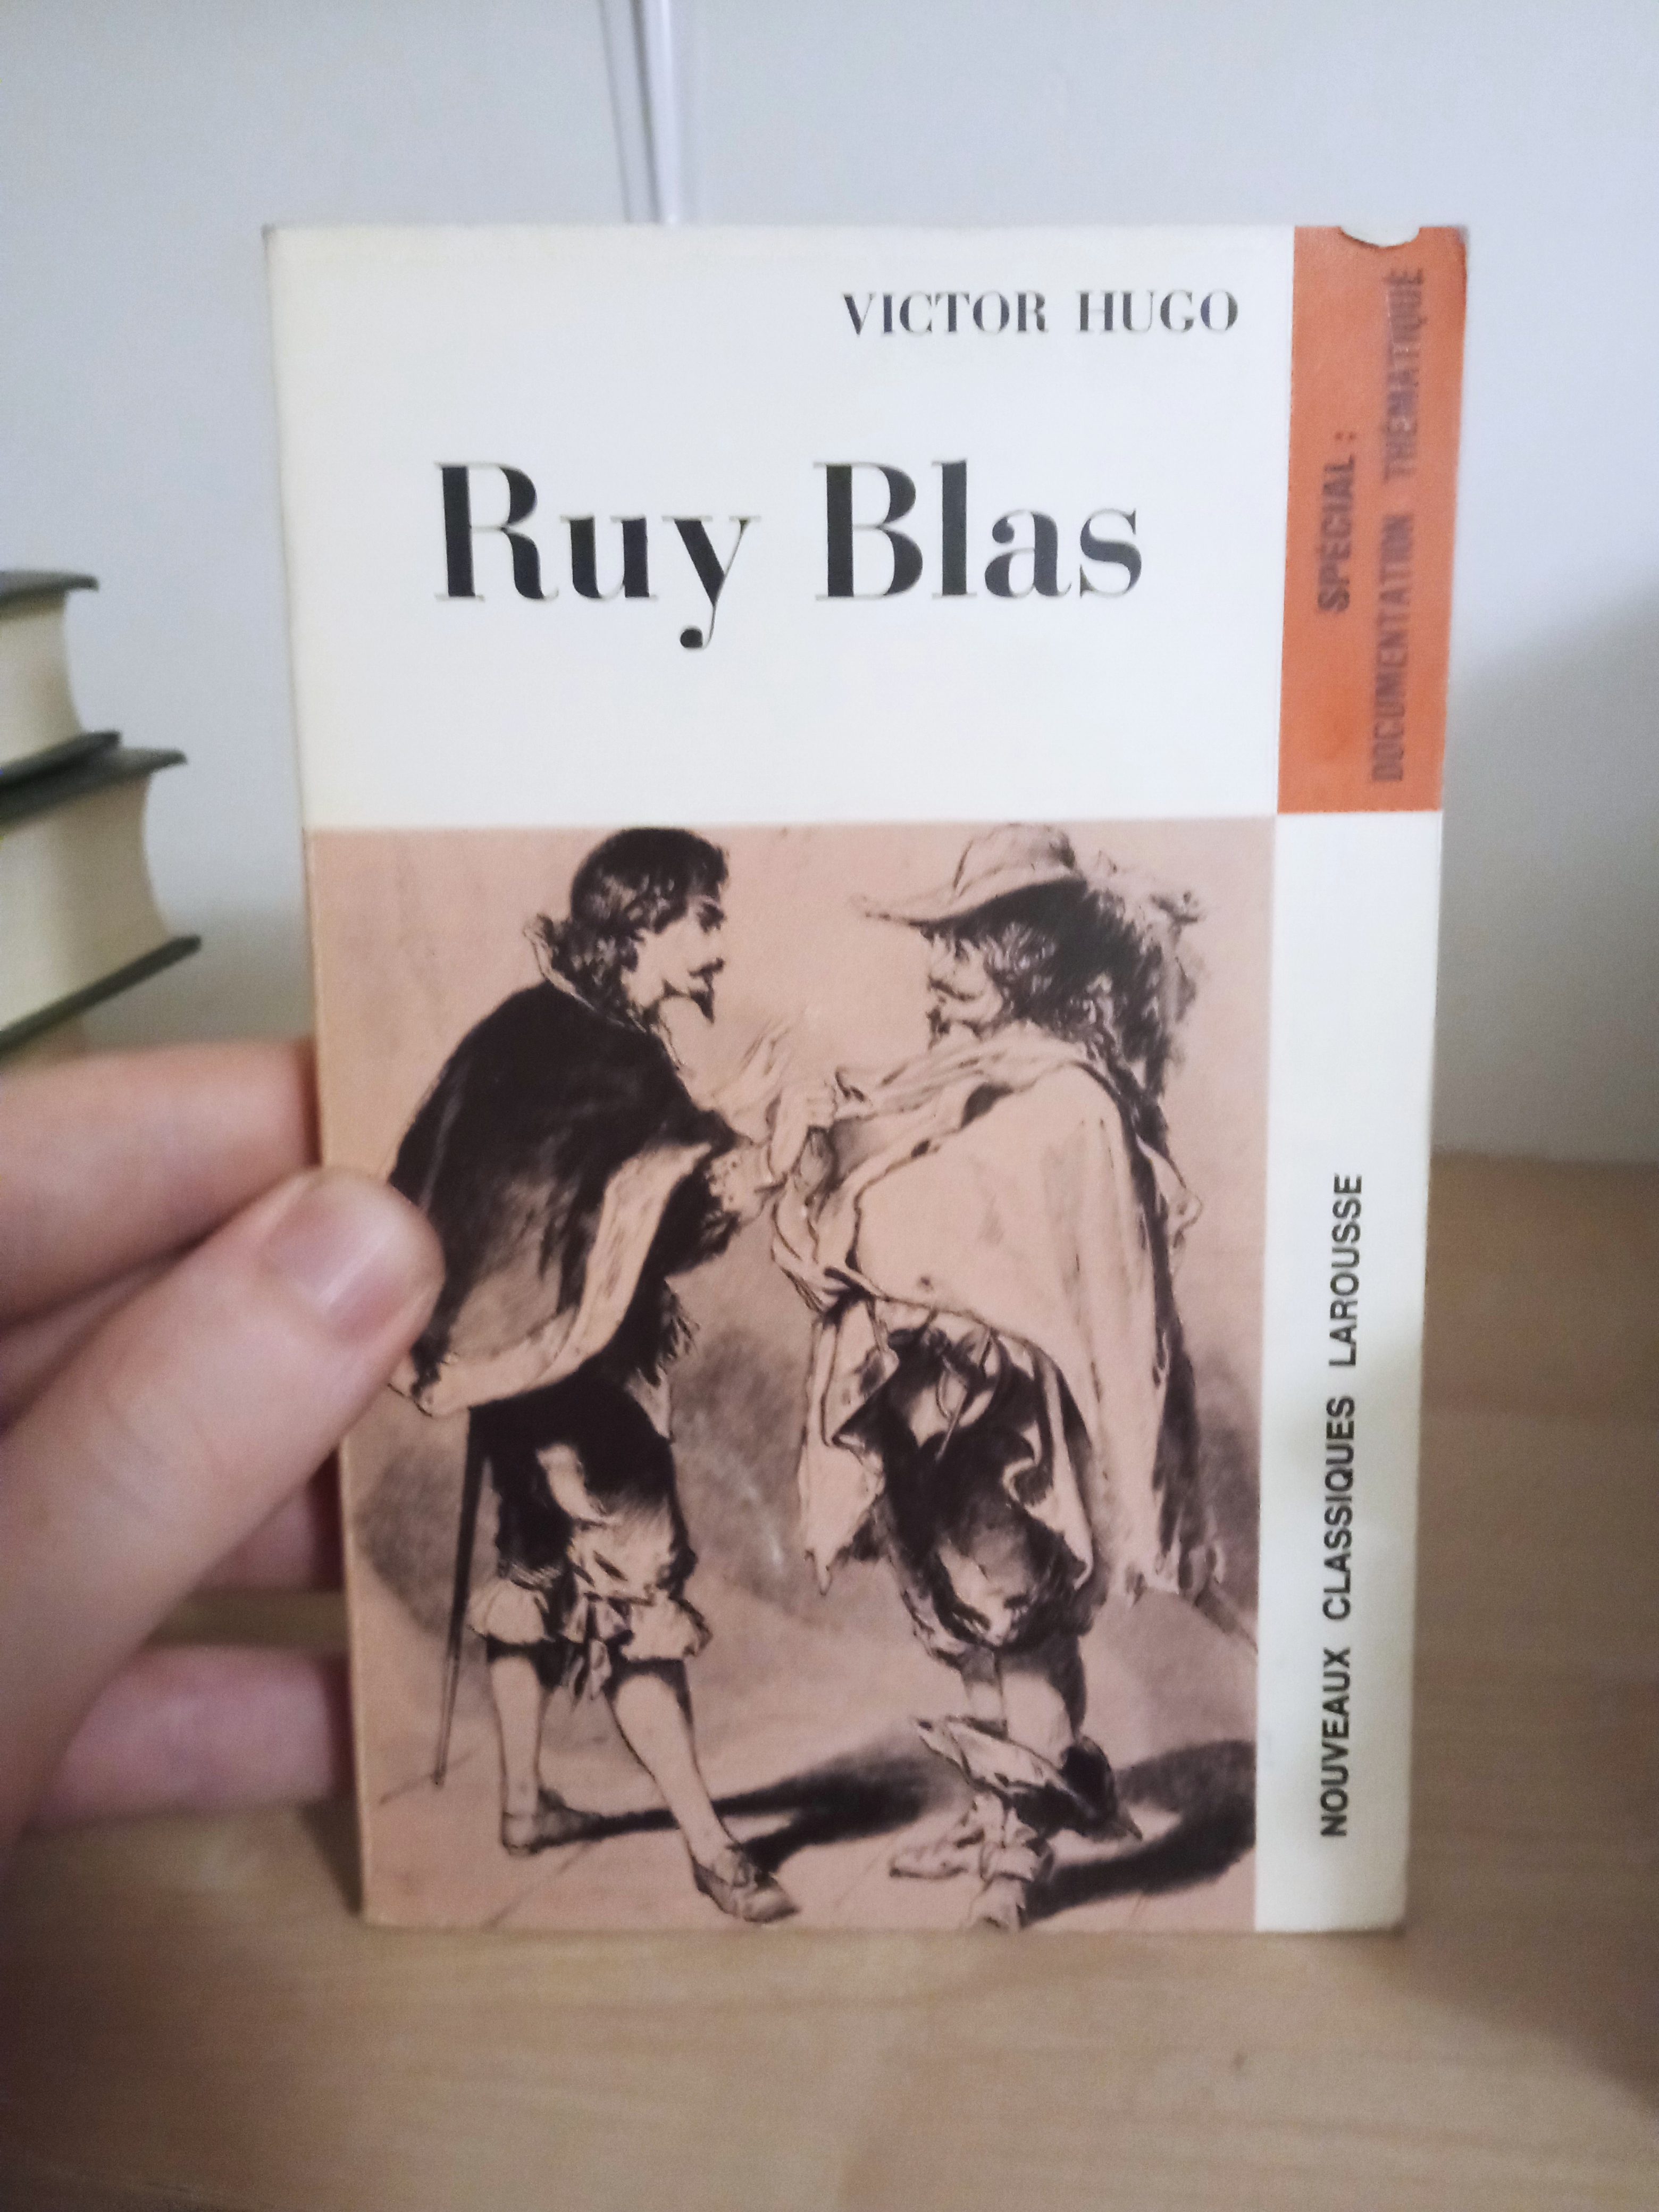 VICTOR HUGO
Ruy Blas
SPÉCIAL :
DOCUMENTATION THÉMATIQUE
NOUVEAUX CLASSIQUES LAROUSSE